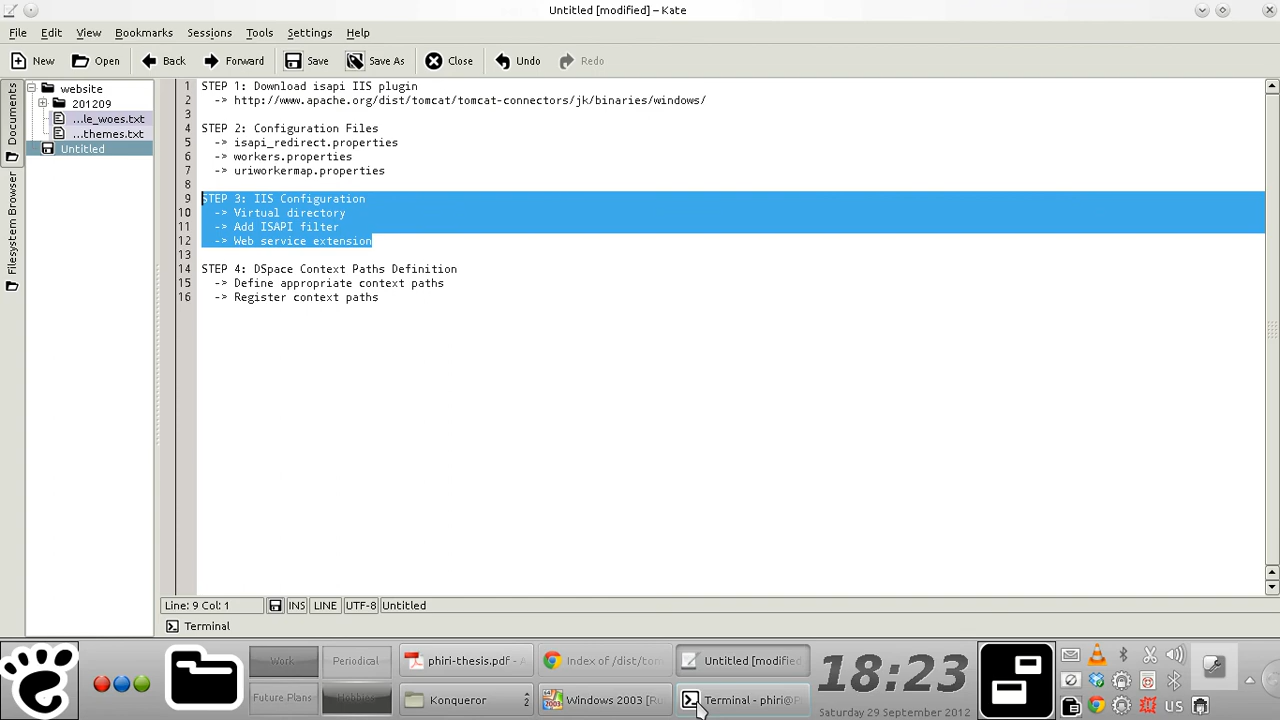 Untitled [modified] – Kate
File Edit View Bookmarks Sessions Tools Settings Help
New Open Back Forward Save Save As Close Undo Redo
Documents
Filesystem Browser
website
201209
...le_woes.txt
...themes.txt
Untitled
1 STEP 1: Download isapi IIS plugin
2 -> http://www.apache.org/dist/tomcat/tomcat-connectors/jk/binaries/windows/
3
4 STEP 2: Configuration Files
5 -> isapi_redirect.properties
6 -> workers.properties
7 -> uriworkermap.properties
8
9 STEP 3: IIS Configuration
10 -> Virtual directory
11 -> Add ISAPI filter
12 -> Web service extension
13
14 STEP 4: DSpace Context Paths Definition
15 -> Define appropriate context paths
16 -> Register context paths
Line: 9 Col: 1 INS LINE UTF-8 Untitled
Terminal
Work Periodical phiri-thesis.pdf - A Index of /dist/tom Untitled [modified
Future Plans Hobbies Konqueror 2 Windows 2003 [Ru Terminal - phiri@P
18:23
Saturday 29 September 2012
US